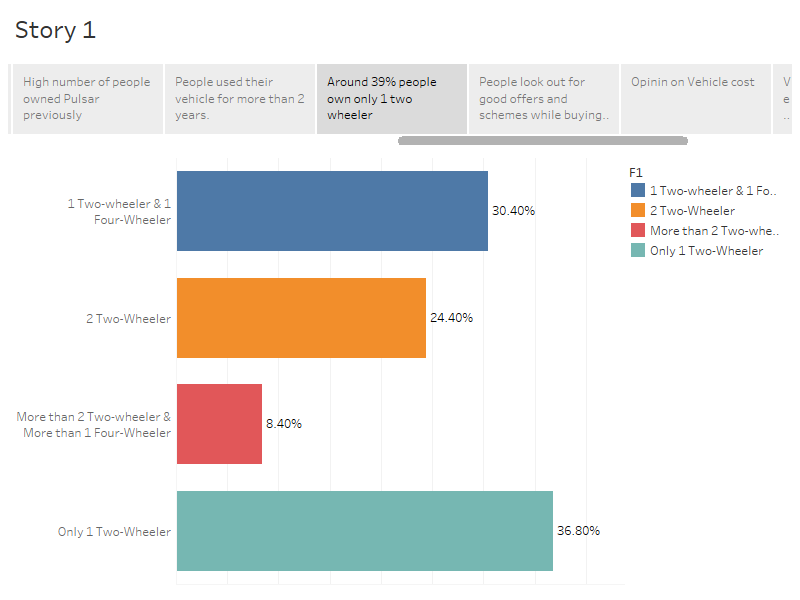 Story 1
High number of people
owned Pulsar
previously
People used their
vehicle for more than 2
years.
Around 39% people
own only 1 two
wheeler
People look out for
good offers and
schemes while buying..
Opinin on Vehicle cost
V
e
..
1 Two-wheeler & 1
Four-Wheeler
30.40%
2 Two-Wheeler
24.40%
More than 2 Two-wheeler &
More than 1 Four-Wheeler
8.40%
Only 1 Two-Wheeler
36.80%
F1
1 Two-wheeler & 1 Fo..
2 Two-Wheeler
More than 2 Two-whe..
Only 1 Two-Wheeler